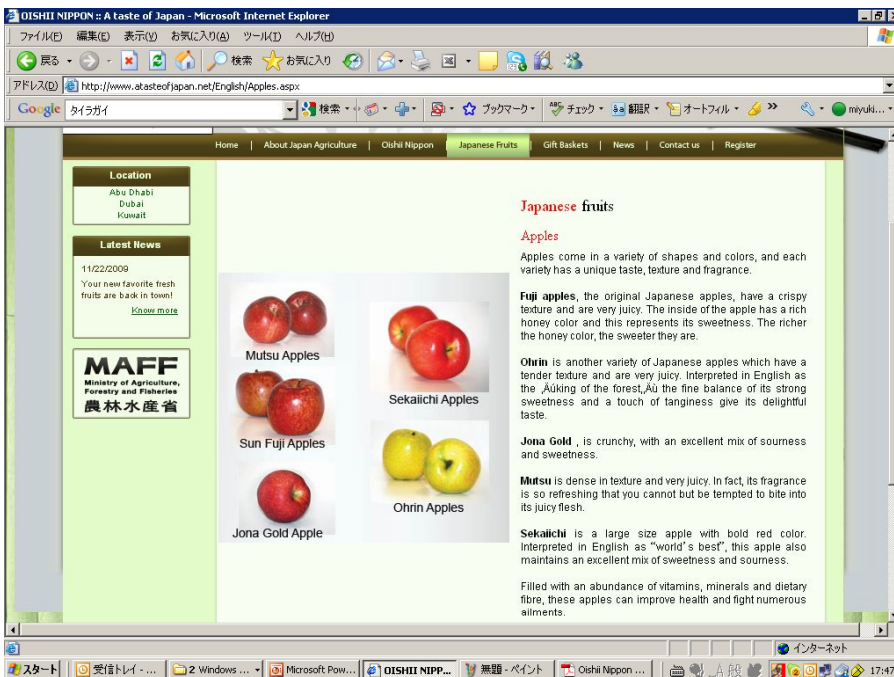 OISHII NIPPON :: A taste of Japan - Microsoft Internet Explorer
ファイル(F) 編集(E) 表示(V) お気に入り(A) ツール(T) ヘルプ(H)
戻る 検索 お気に入り
アドレス(D) http://www.atasteofjapan.net/English/Apples.aspx
Google タイラガイ 検索 ブックマーク チェック 翻訳 オートフィル miyuki...
Home | About Japan Agriculture | Oishii Nippon | Japanese Fruits | Gift Baskets | News | Contact us | Register
Location
Abu Dhabi
Dubai
Kuwait
Latest News
11/22/2009
Your new favorite fresh
fruits are back in town!
Know more
MAFF
Ministry of Agriculture,
Forestry and Fisheries
農林水産省
Mutsu Apples
Sun Fuji Apples
Jona Gold Apple
Sekaiichi Apples
Ohrin Apples
Japanese fruits
Apples
Apples come in a variety of shapes and colors, and each
variety has a unique taste, texture and fragrance.
Fuji apples, the original Japanese apples, have a crispy
texture and are very juicy. The inside of the apple has a rich
honey color and this represents its sweetness. The richer
the honey color, the sweeter they are.
Ohrin is another variety of Japanese apples which have a
tender texture and are very juicy. Interpreted in English as
the ‚Äúking of the forest‚Äù the fine balance of its strong
sweetness and a touch of tanginess give its delightful
taste.
Jona Gold , is crunchy, with an excellent mix of sourness
and sweetness.
Mutsu is dense in texture and very juicy. In fact, its fragrance
is so refreshing that you cannot but be tempted to bite into
its juicy flesh.
Sekaiichi is a large size apple with bold red color.
Interpreted in English as “world’s best”, this apple also
maintains an excellent mix of sweetness and sourness.
Filled with an abundance of vitamins, minerals and dietary
fibre, these apples can improve health and fight numerous
ailments.
インターネット
スタート 受信トレイ - ... 2 Windows ... Microsoft Pow... OISHII NIPP... 無題 - ペイント Oishii Nippon ... A 般 17:47